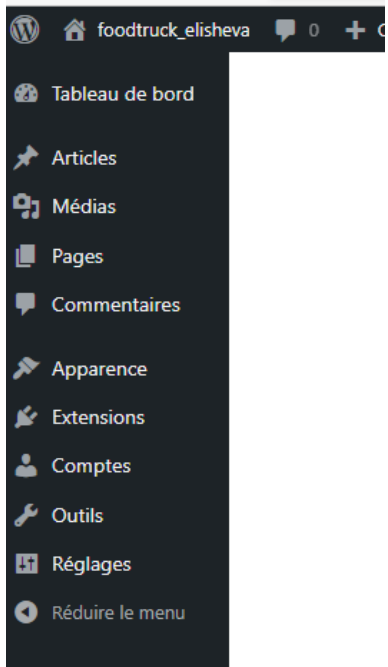 foodtruck_elisheva 0
Tableau de bord
Articles
Médias
Pages
Commentaires
Apparence
Extensions
Comptes
Outils
Réglages
Réduire le menu